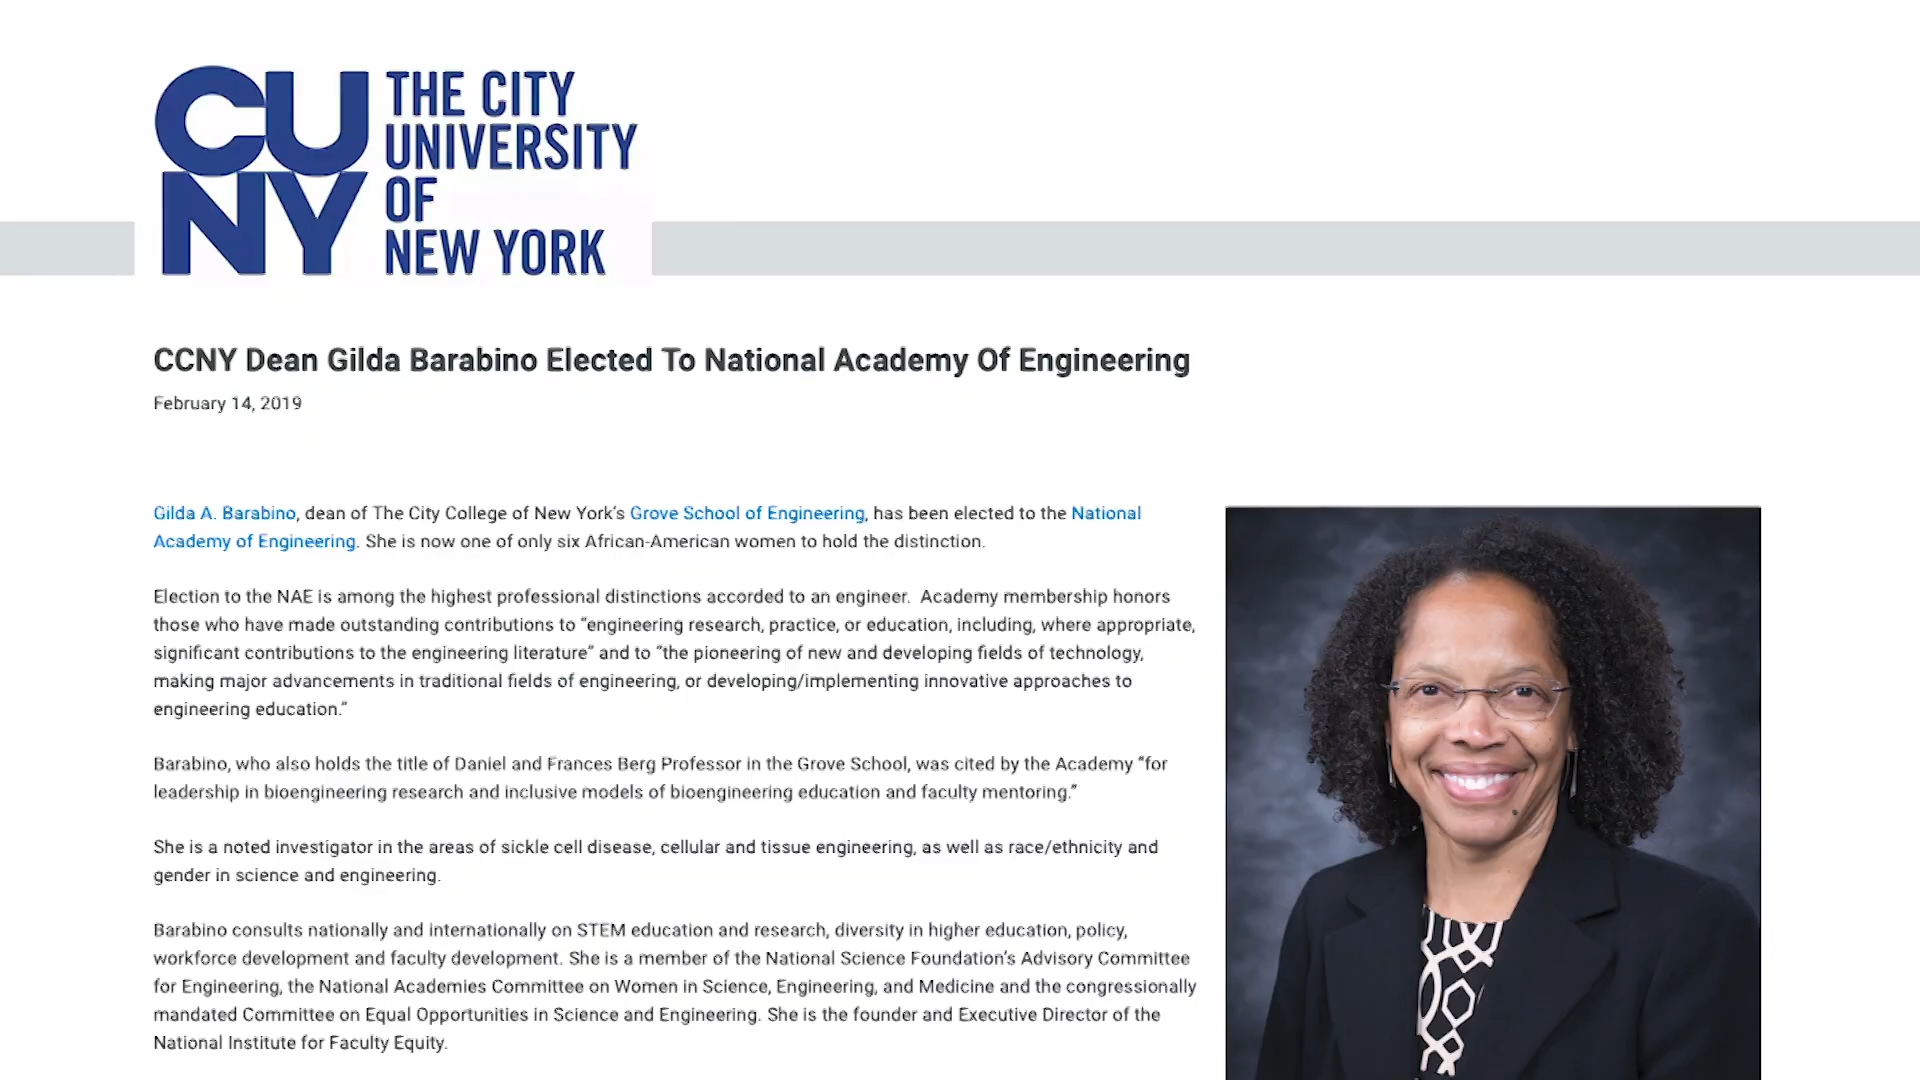 CUNY
THE CITY
UNIVERSITY
OF
NEW YORK
CCNY Dean Gilda Barabino Elected To National Academy Of Engineering
February 14, 2019
Gilda A. Barabino, dean of The City College of New York’s Grove School of Engineering, has been elected to the National
Academy of Engineering. She is now one of only six African-American women to hold the distinction.
Election to the NAE is among the highest professional distinctions accorded to an engineer.  Academy membership honors
those who have made outstanding contributions to “engineering research, practice, or education, including, where appropriate,
significant contributions to the engineering literature” and to “the pioneering of new and developing fields of technology,
making major advancements in traditional fields of engineering, or developing/implementing innovative approaches to
engineering education.”
Barabino, who also holds the title of Daniel and Frances Berg Professor in the Grove School, was cited by the Academy “for
leadership in bioengineering research and inclusive models of bioengineering education and faculty mentoring.”
She is a noted investigator in the areas of sickle cell disease, cellular and tissue engineering, as well as race/ethnicity and
gender in science and engineering.
Barabino consults nationally and internationally on STEM education and research, diversity in higher education, policy,
workforce development and faculty development. She is a member of the National Science Foundation’s Advisory Committee
for Engineering, the National Academies Committee on Women in Science, Engineering, and Medicine and the congressionally
mandated Committee on Equal Opportunities in Science and Engineering. She is the founder and Executive Director of the
National Institute for Faculty Equity.